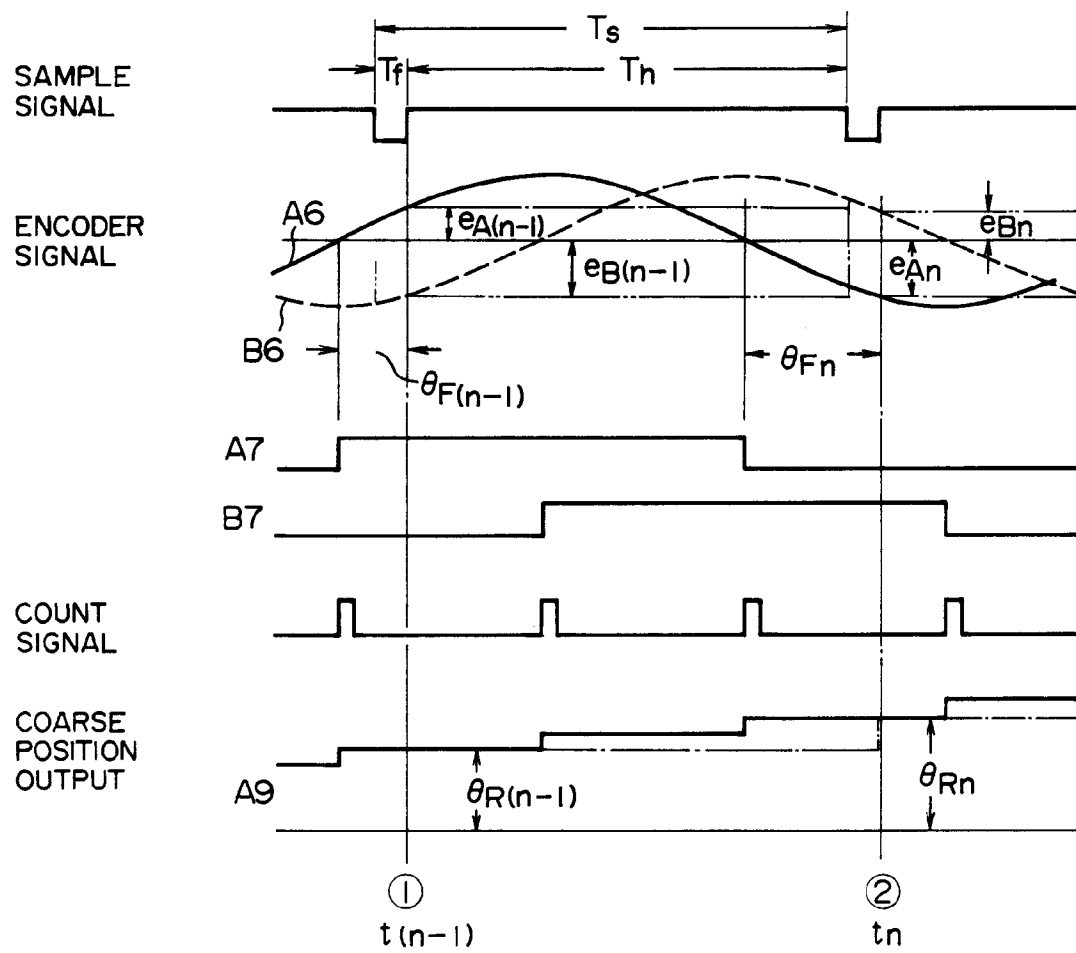 Ts
Tf
Th
SAMPLE
SIGNAL
A6
ENCODER
SIGNAL
eA(n-1)
eBn
eB(n-1)
eAn
B6
θF(n-1)
θFn
A7
B7
COUNT
SIGNAL
COARSE
POSITION
OUTPUT
A9
θR(n-1)
θRn
① ②
t(n-1) tn